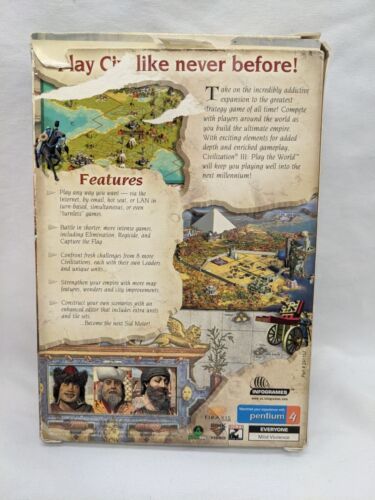 Play Civ like never before!
Take on the incredibly addictive
expansion to the greatest
strategy game of all time! Compete
with players around the world as
you build the ultimate empire.
With exciting elements for added
depth and enriched gameplay,
Civilization® III: Play the World™
will keep you playing well into the
next millennium!
Features
Play any way you want — via the
Internet, by email, hot seat, or LAN in
turn-based, simultaneous, or even
"turnless" games.
Battle in shorter, more intense games,
including Elimination, Regicide, and
Capture the Flag
Confront fresh challenges from 8 more
Civilizations, each with their own Leaders
and unique units...
Strengthen your empire with more map
features, wonders and city improvements.
Construct your own scenarios with an
enhanced editor that includes extra units
and tile sets.
become the next Sid Meier!
INFOGRAMES
FIRAXIS
pentium 4
EVERYONE
Mild Violence